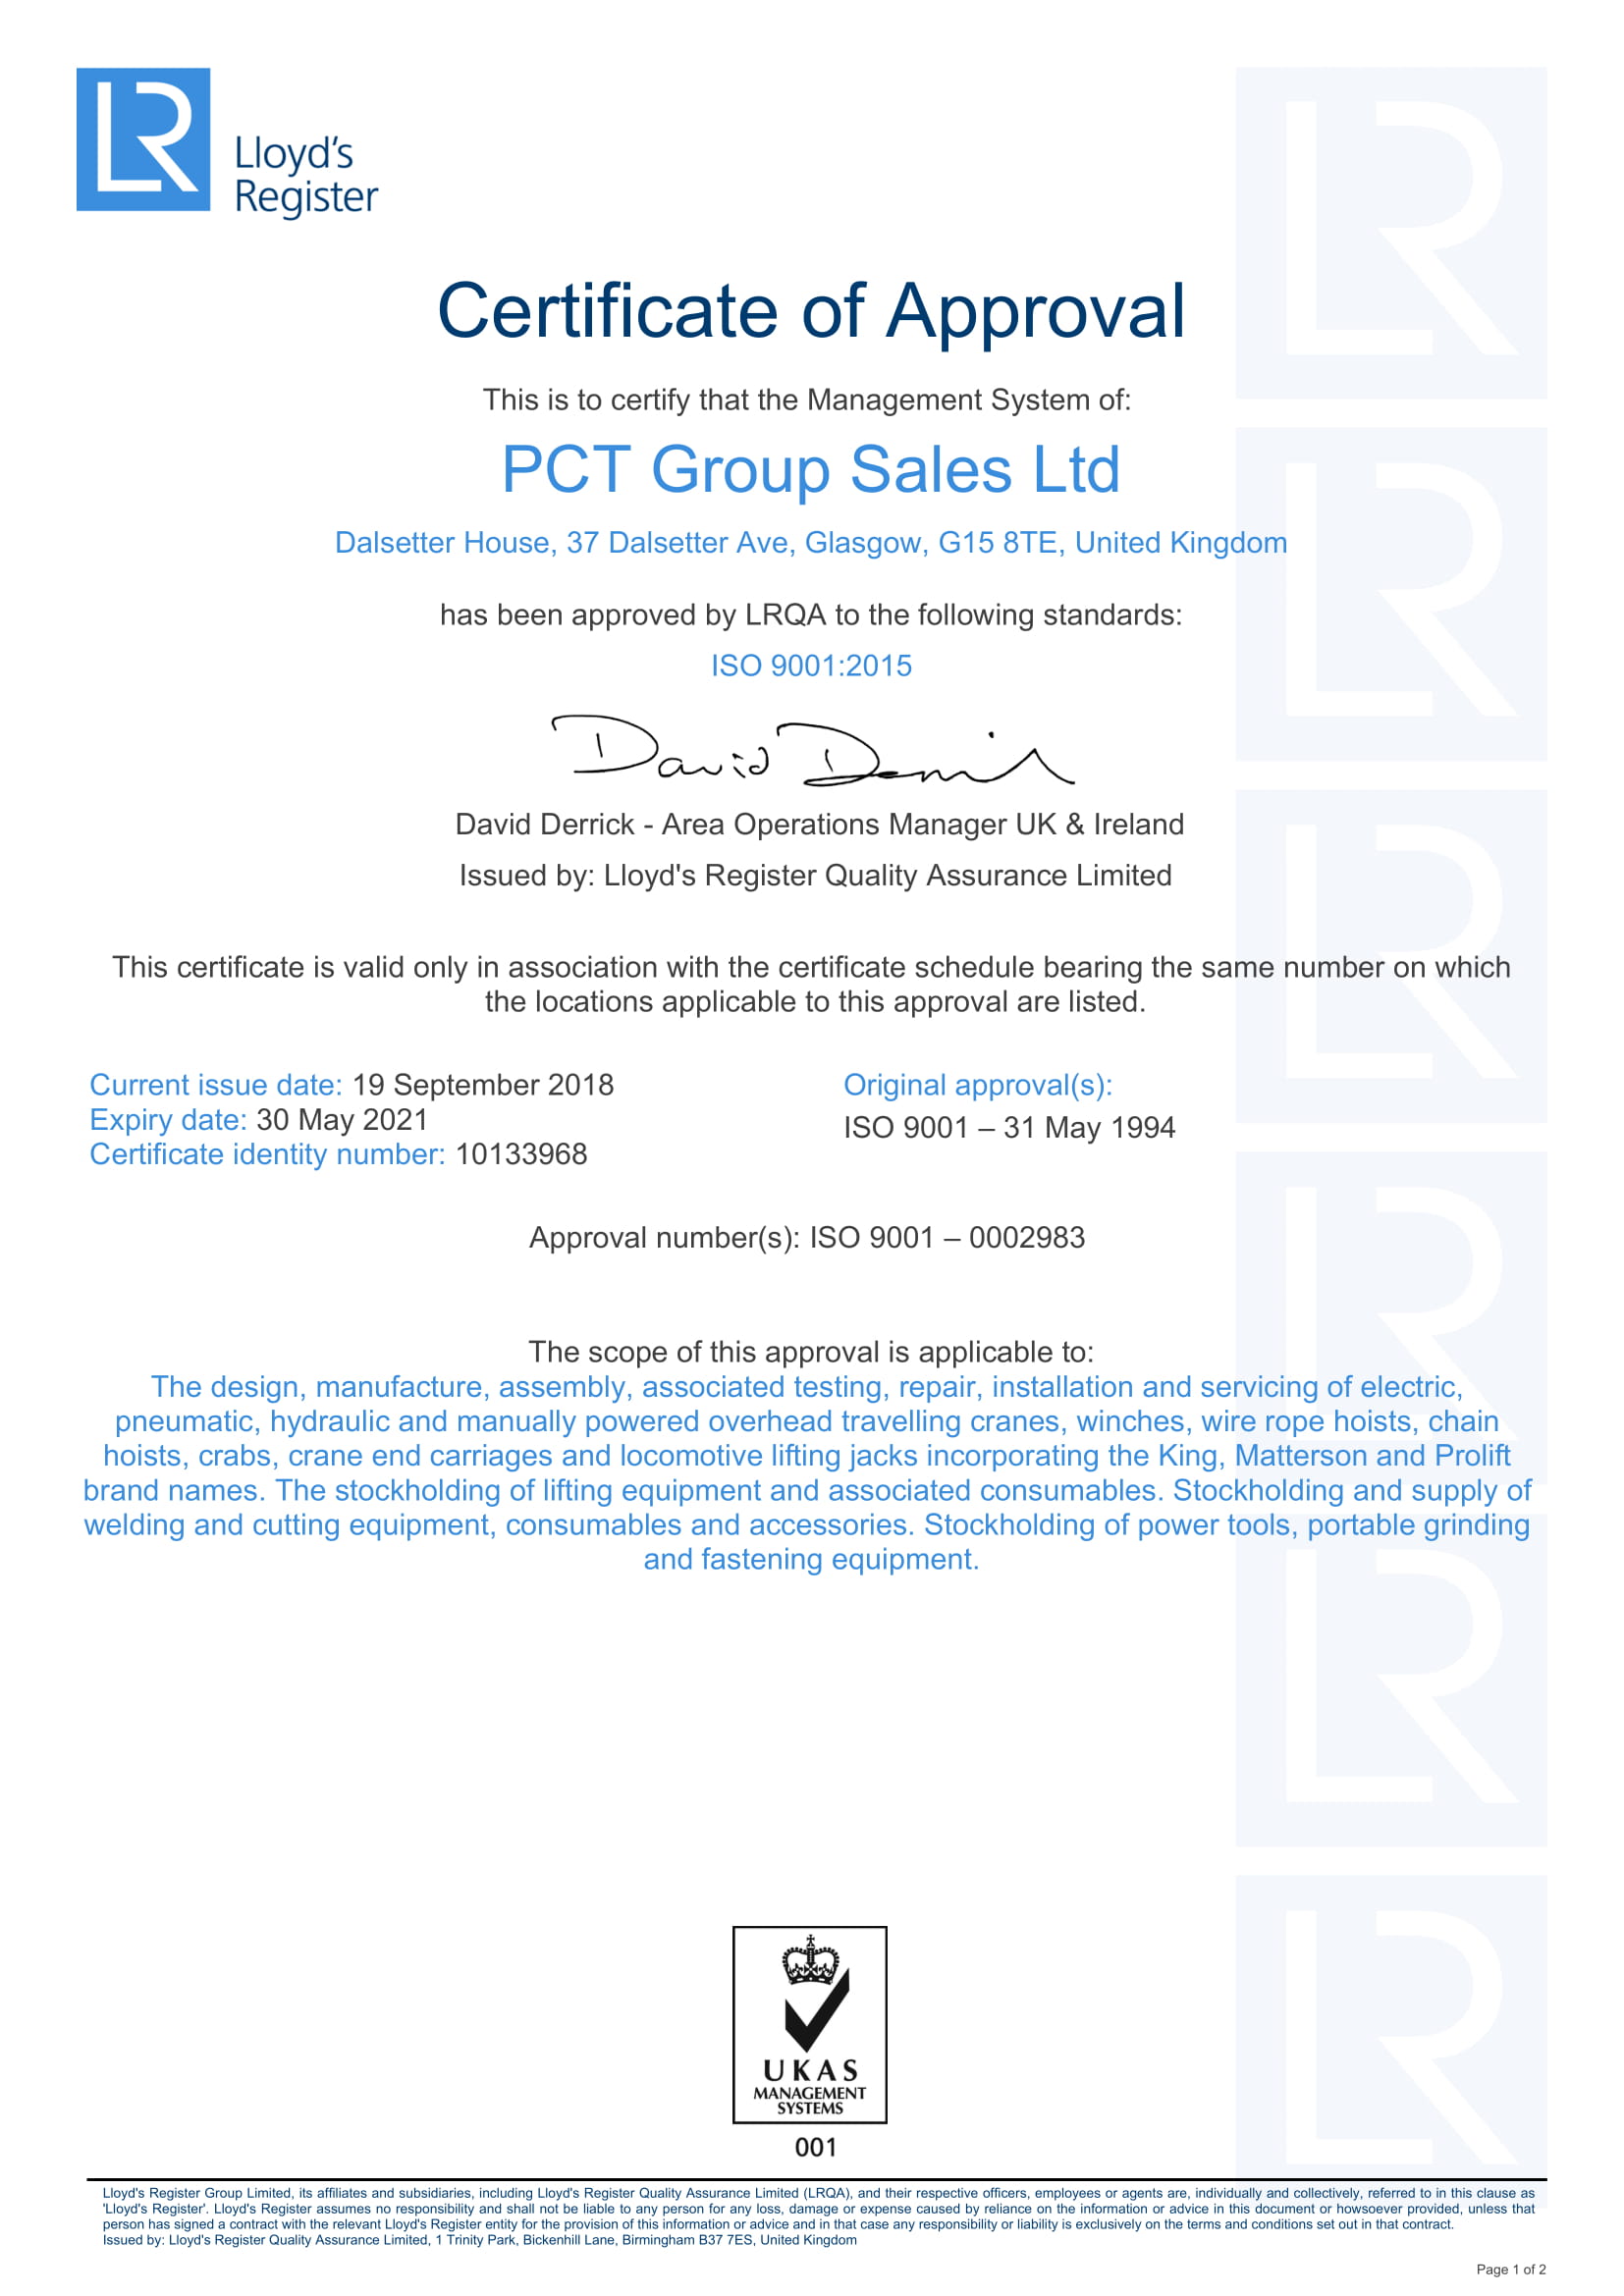 LR
Lloyd's
Register
Certificate of Approval
This is to certify that the Management System of:
PCT Group Sales Ltd
Dalsetter House, 37 Dalsetter Ave, Glasgow, G15 8TE, United Kingdom
has been approved by LRQA to the following standards:
ISO 9001:2015
David Derrick - Area Operations Manager UK & Ireland
Issued by: Lloyd's Register Quality Assurance Limited
This certificate is valid only in association with the certificate schedule bearing the same number on which
the locations applicable to this approval are listed.
Current issue date: 19 September 2018
Expiry date: 30 May 2021
Certificate identity number: 10133968
Original approval(s):
ISO 9001 – 31 May 1994
Approval number(s): ISO 9001 – 0002983
The scope of this approval is applicable to:
The design, manufacture, assembly, associated testing, repair, installation and servicing of electric,
pneumatic, hydraulic and manually powered overhead travelling cranes, winches, wire rope hoists, chain
hoists, crabs, crane end carriages and locomotive lifting jacks incorporating the King, Matterson and Prolift
brand names. The stockholding of lifting equipment and associated consumables. Stockholding and supply of
welding and cutting equipment, consumables and accessories. Stockholding of power tools, portable grinding
and fastening equipment.
UKAS
MANAGEMENT
SYSTEMS
001
Lloyd's Register Group Limited, its affiliates and subsidiaries, including Lloyd's Register Quality Assurance Limited (LRQA), and their respective officers, employees or agents are, individually and collectively, referred to in this clause as
'Lloyd's Register'. Lloyd's Register assumes no responsibility and shall not be liable to any person for any loss, damage or expense caused by reliance on the information or advice in this document or howsoever provided, unless that
person has signed a contract with the relevant Lloyd's Register entity for the provision of this information or advice and in that case any responsibility or liability is exclusively on the terms and conditions set out in that contract.
Issued by: Lloyd's Register Quality Assurance Limited, 1 Trinity Park, Bickenhill Lane, Birmingham B37 7ES, United Kingdom
Page 1 of 2